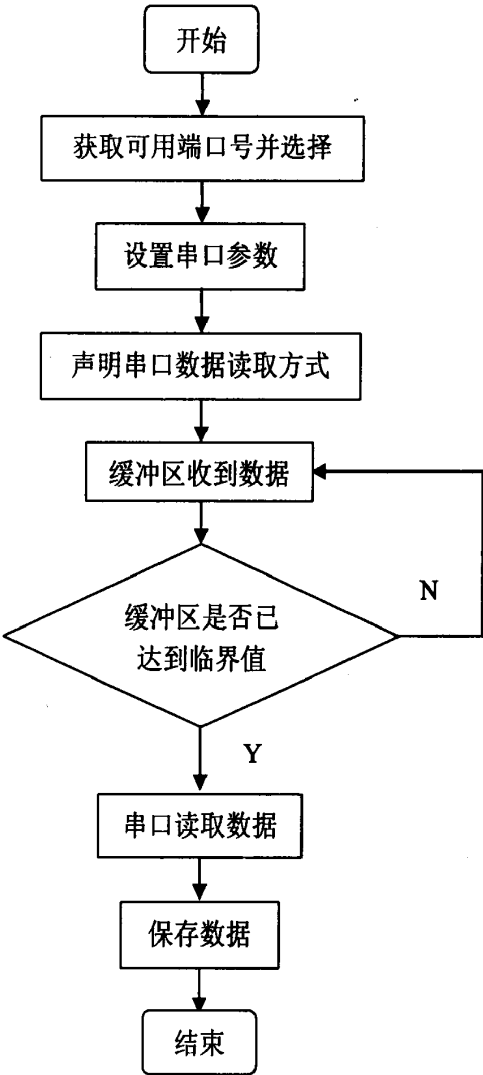 开始
获取可用端口号并选择
设置串口参数
声明串口数据读取方式
缓冲区收到数据
N
缓冲区是否已
达到临界值
Y
串口读取数据
保存数据
结束